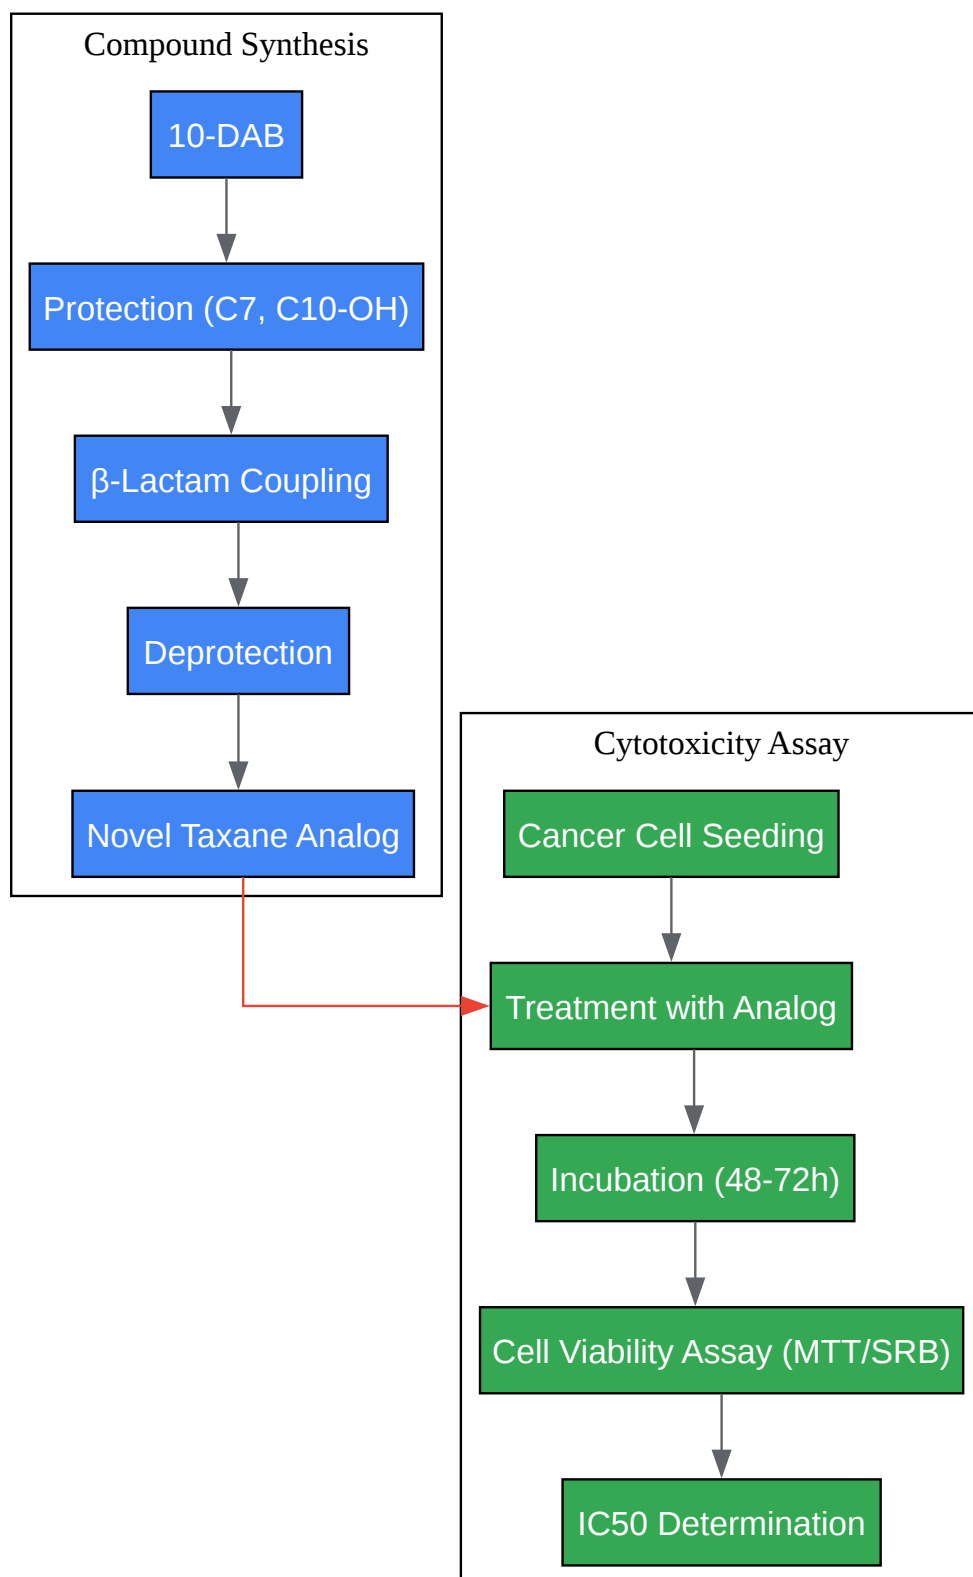 Compound Synthesis
10-DAB
Protection (C7, C10-OH)
β-Lactam Coupling
Deprotection
Novel Taxane Analog
Cytotoxicity Assay
Cancer Cell Seeding
Treatment with Analog
Incubation (48-72h)
Cell Viability Assay (MTT/SRB)
IC50 Determination